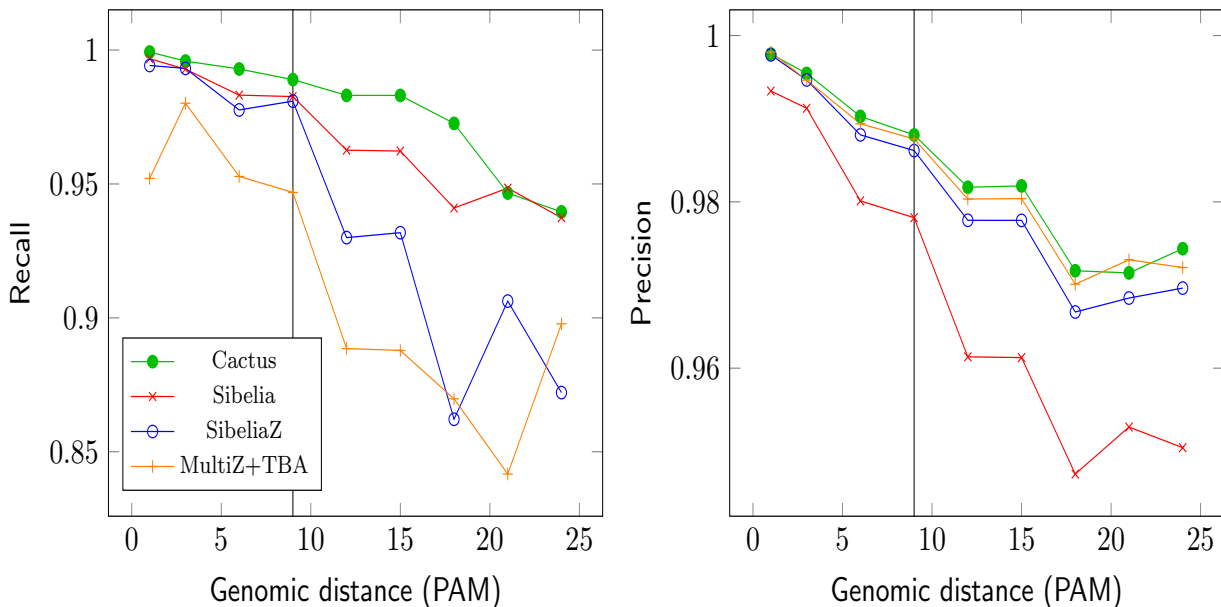 1
0.95
0.9
0.85
Recall
Cactus
Sibelia
SibeliaZ
MultiZ+TBA
0 5 10 15 20 25
Genomic distance (PAM)
1
0.98
0.96
Precision
0 5 10 15 20 25
Genomic distance (PAM)